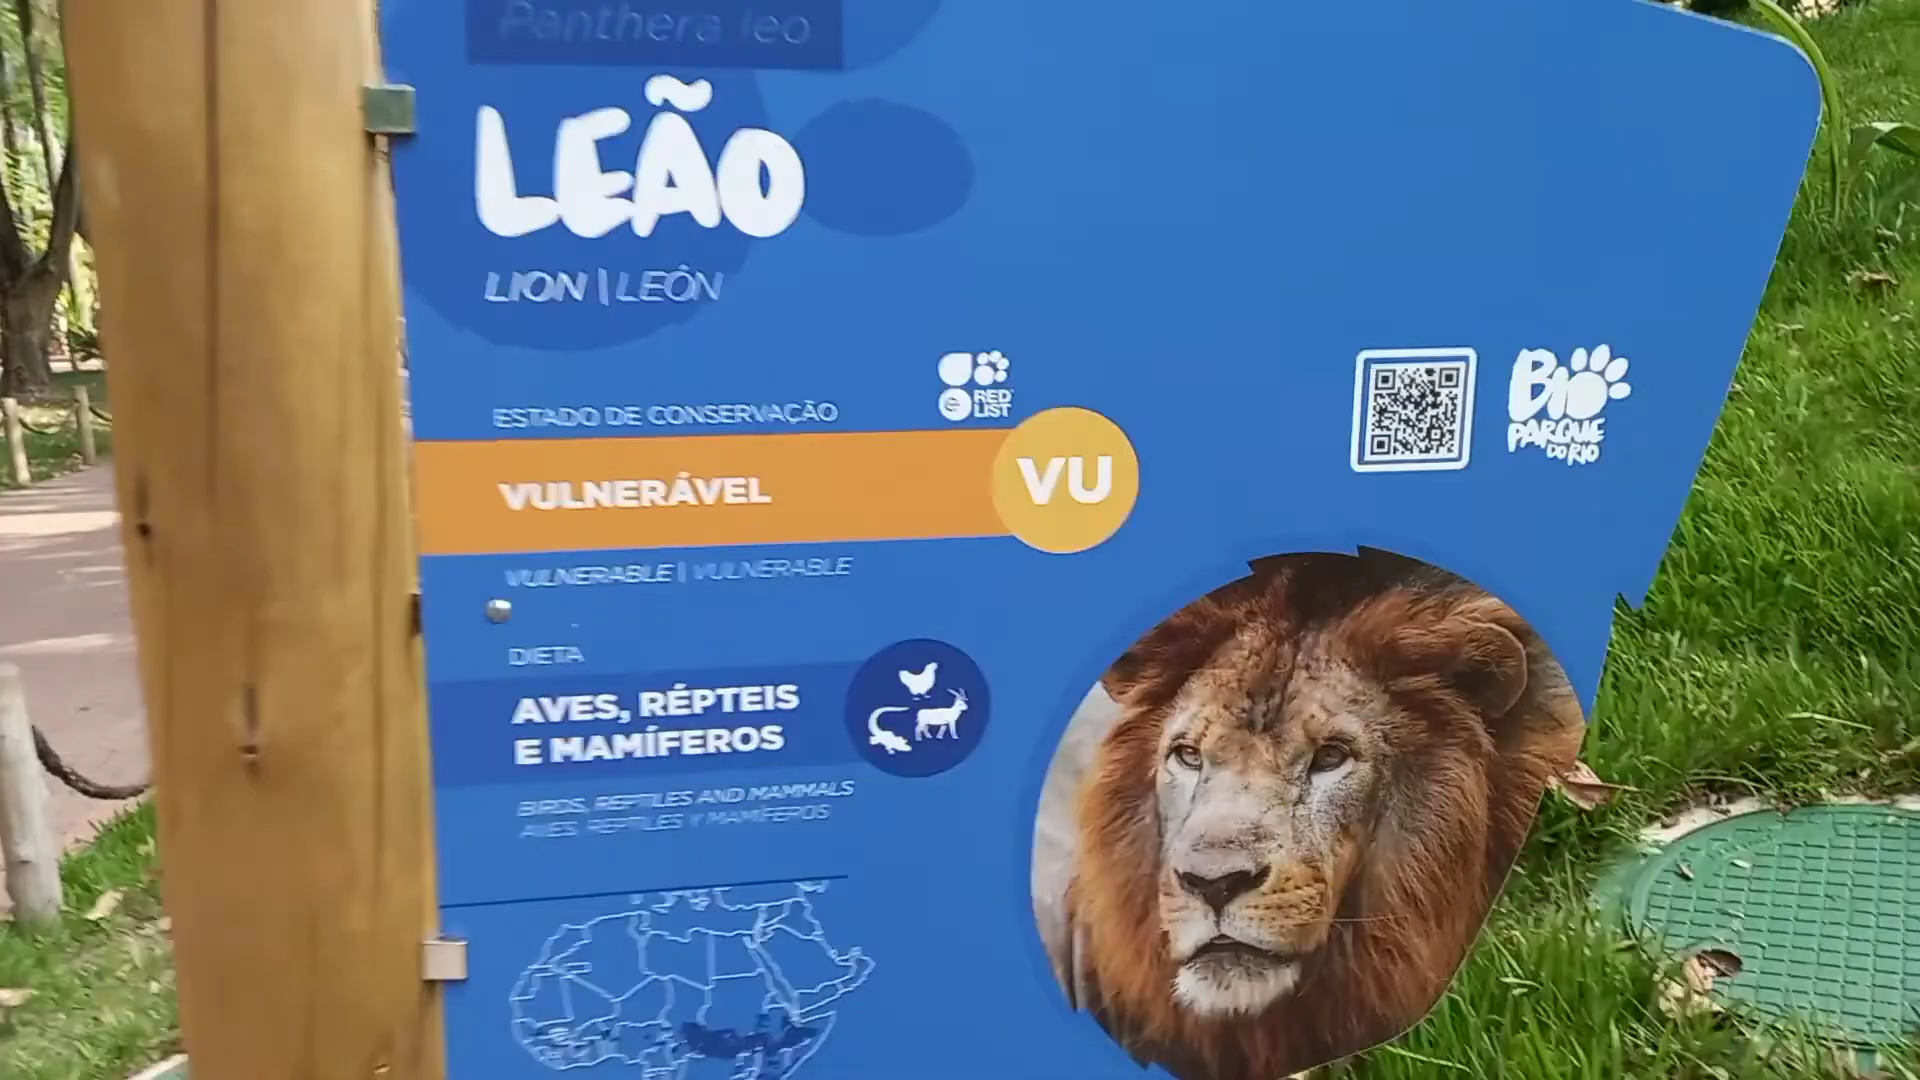 Panthera leo
LEÃO
LION | LEÓN
ESTADO DE CONSERVAÇÃO
RED
LIST
VULNERÁVEL
VU
VULNERABLE | VULNERABLE
BIO
PARQUE
DO RIO
DIETA
AVES, RÉPTEIS
E MAMÍFEROS
BIRDS, REPTILES AND MAMMALS
AVES, REPTILES Y MAMÍFEROS